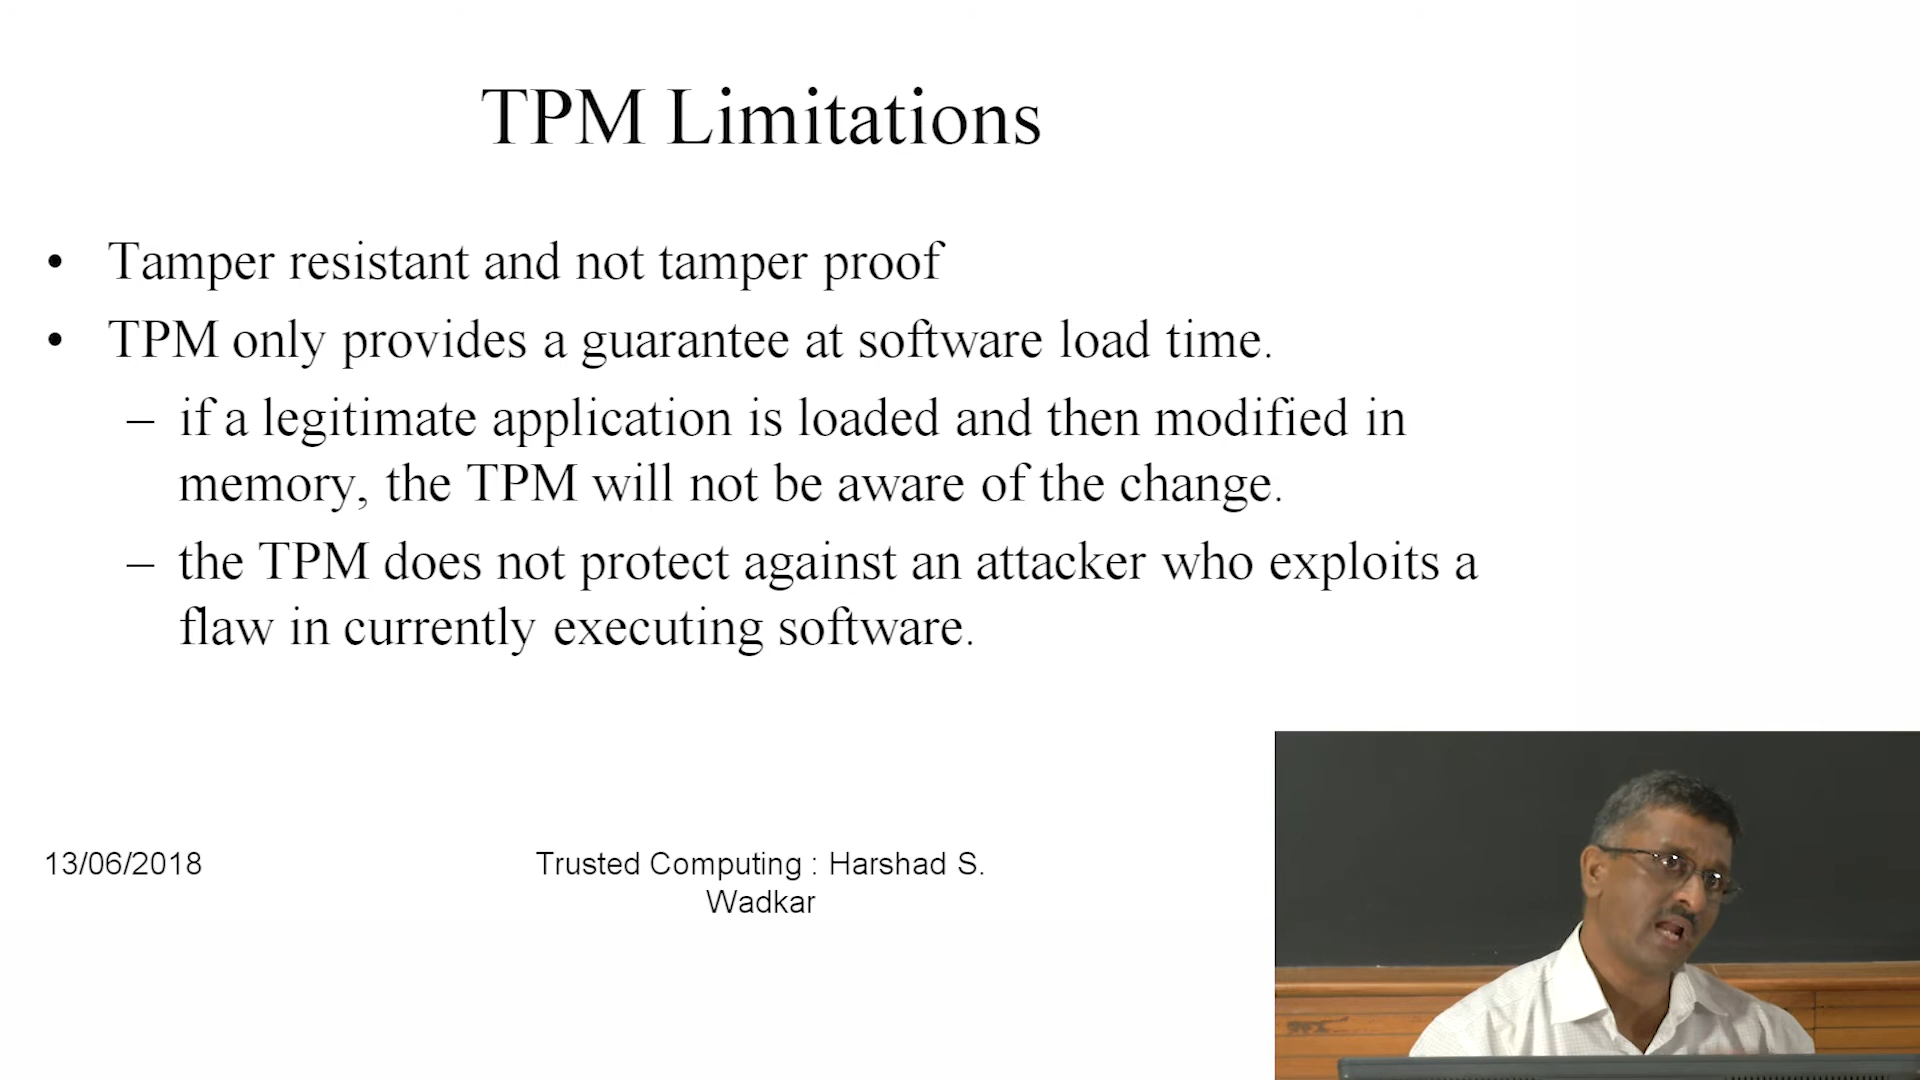 TPM Limitations
• Tamper resistant and not tamper proof
• TPM only provides a guarantee at software load time.
– if a legitimate application is loaded and then modified in
memory, the TPM will not be aware of the change.
– the TPM does not protect against an attacker who exploits a
flaw in currently executing software.
13/06/2018
Trusted Computing : Harshad S.
Wadkar